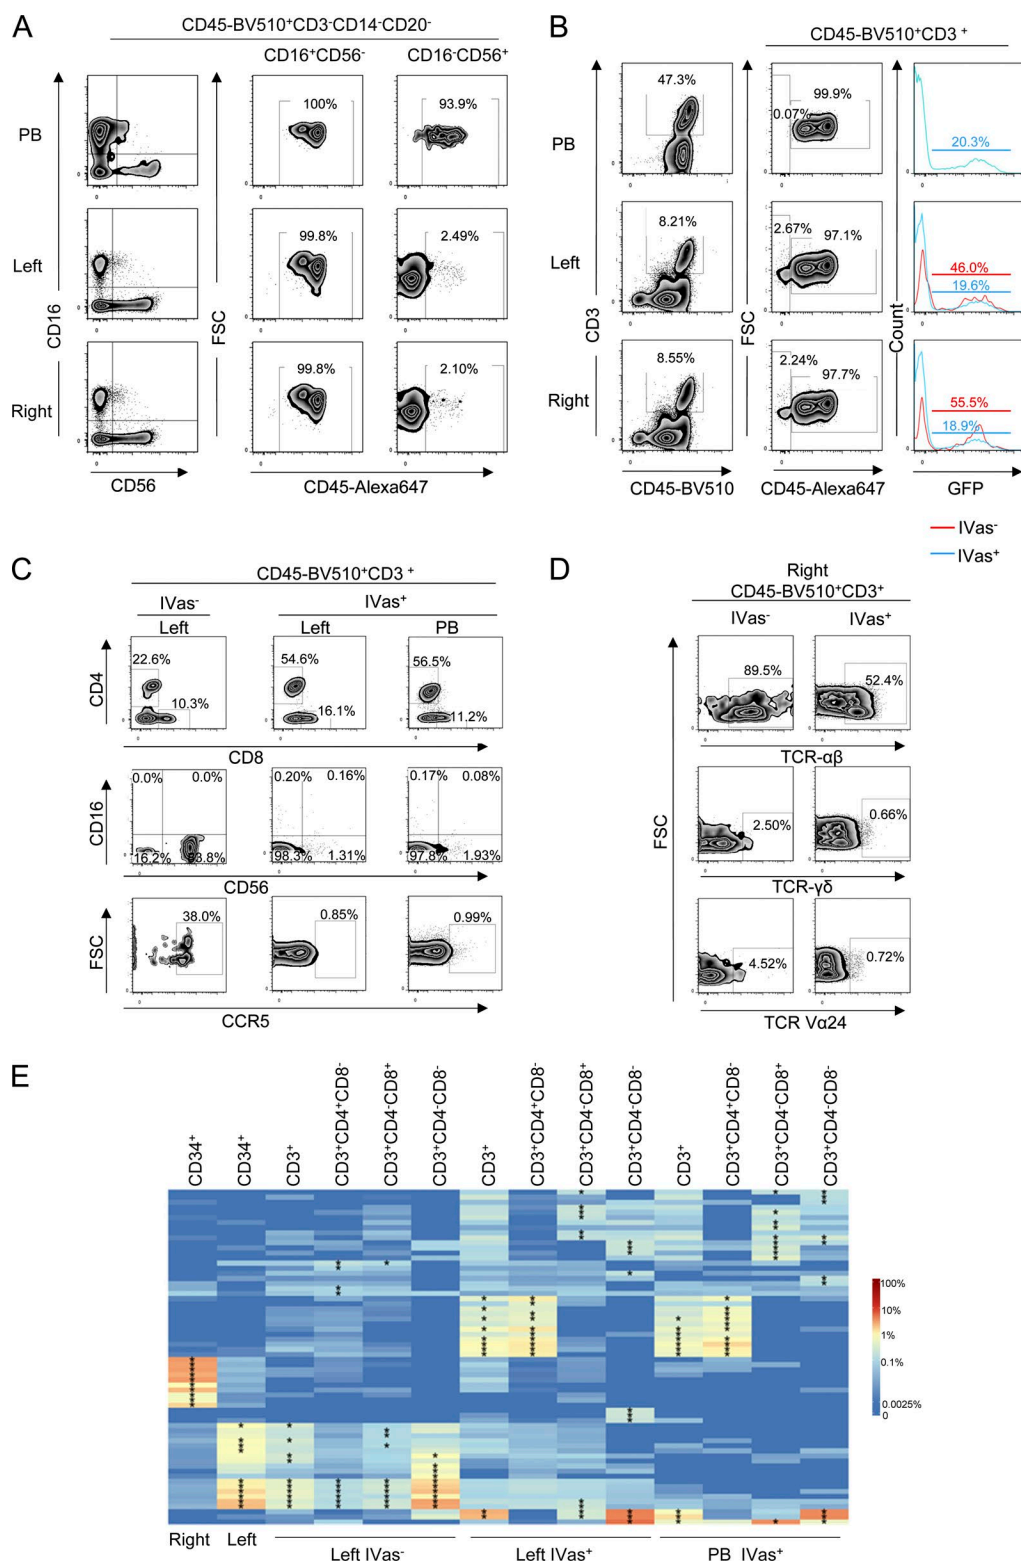 A
CD45-BV510⁺CD3⁻CD14⁻CD20⁻
CD16⁺CD56⁻
CD16⁻CD56⁺
PB
100%
93.9%
Left
99.8%
2.49%
Right
99.8%
2.10%
CD16
FSC
CD56
CD45-Alexa647
B
CD45-BV510⁺CD3 ⁺
PB
47.3%
0.07%
99.9%
20.3%
Left
8.21%
2.67%
97.1%
46.0%
19.6%
Right
8.55%
2.24%
97.7%
55.5%
18.9%
CD3
FSC
Count
CD45-BV510
CD45-Alexa647
GFP
IVas⁻
IVas⁺
C
CD45-BV510⁺CD3 ⁺
IVas⁻
IVas⁺
Left
Left
PB
CD4
22.6%
10.3%
54.6%
16.1%
56.5%
11.2%
CD8
CD16
0.0%
0.0%
16.2%
0.20%
0.16%
98.3%
1.31%
0.17%
0.08%
97.8%
1.93%
CD56
FSC
38.0%
0.85%
0.99%
CCR5
D
Right
CD45-BV510⁺CD3⁺
IVas⁻
IVas⁺
89.5%
52.4%
TCR-αβ
FSC
2.50%
0.66%
TCR-γδ
4.52%
0.72%
TCR Vα24
E
CD34⁺
CD34⁺
CD3⁺
CD3⁺CD4⁺CD8⁻
CD3⁺CD4⁻CD8⁺
CD3⁺CD4⁻CD8⁻
CD3⁺
CD3⁺CD4⁺CD8⁻
CD3⁺CD4⁻CD8⁺
CD3⁺CD4⁻CD8⁻
CD3⁺
CD3⁺CD4⁺CD8⁻
CD3⁺CD4⁻CD8⁺
CD3⁺CD4⁻CD8⁻
100%
10%
1%
0.1%
0.0025%
0
Right
Left
Left IVas⁻
Left IVas⁺
PB IVas⁺